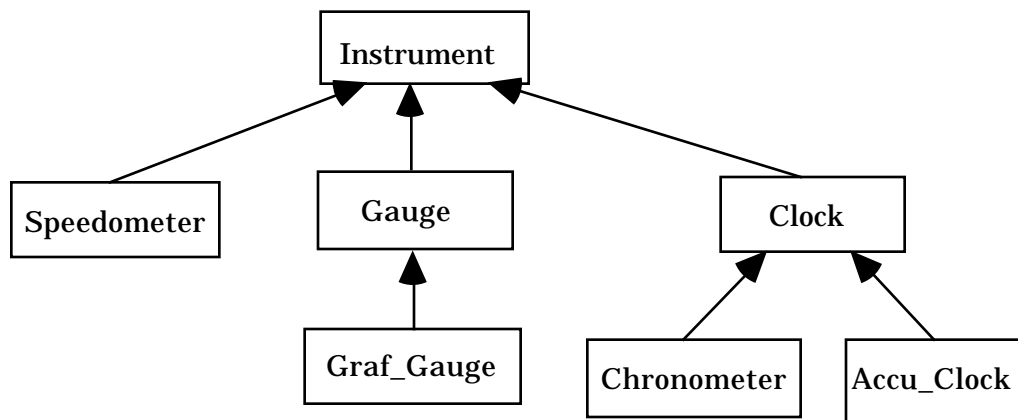 Instrument
Speedometer
Gauge
Clock
Graf_Gauge
Chronometer
Accu_Clock